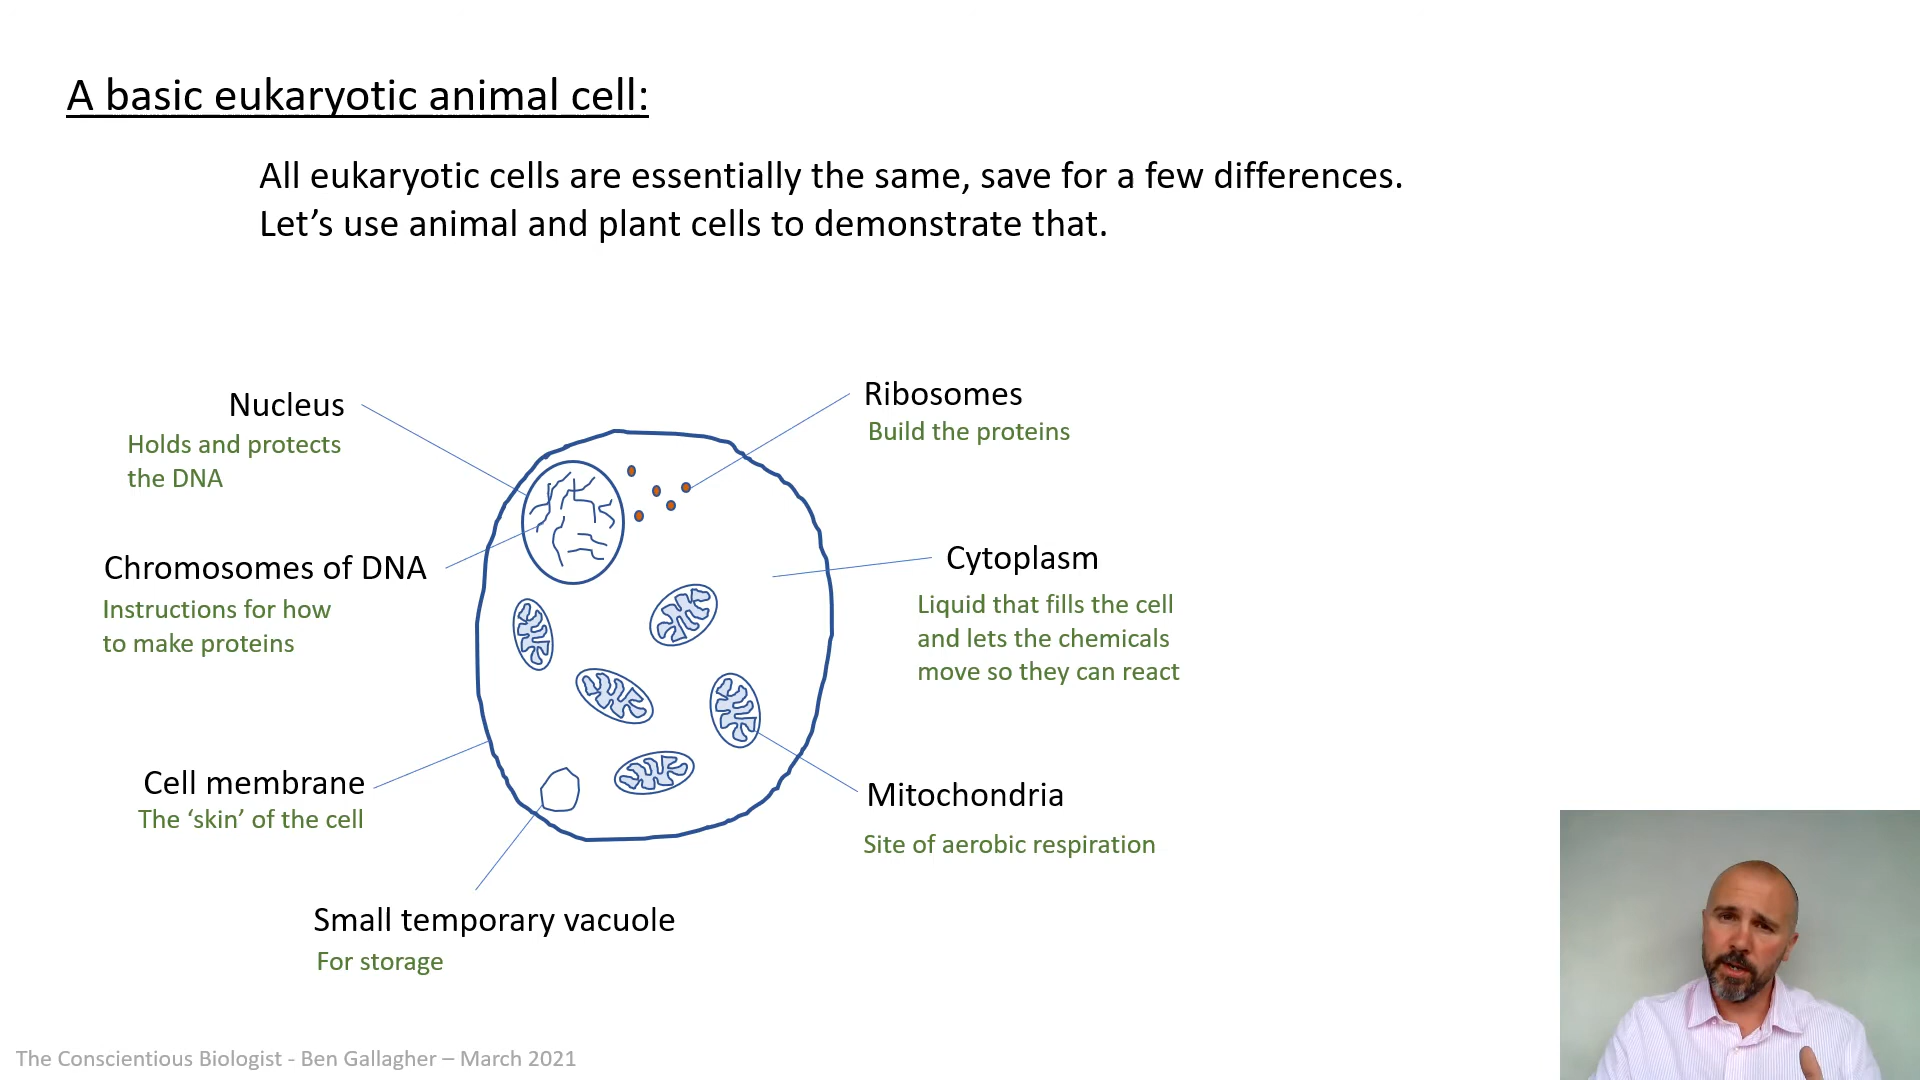 A basic eukaryotic animal cell:
All eukaryotic cells are essentially the same, save for a few differences.
Let’s use animal and plant cells to demonstrate that.
Nucleus
Holds and protects
the DNA
Chromosomes of DNA
Instructions for how
to make proteins
Cell membrane
The ‘skin’ of the cell
Small temporary vacuole
For storage
Ribosomes
Build the proteins
Cytoplasm
Liquid that fills the cell
and lets the chemicals
move so they can react
Mitochondria
Site of aerobic respiration
The Conscientious Biologist - Ben Gallagher – March 2021